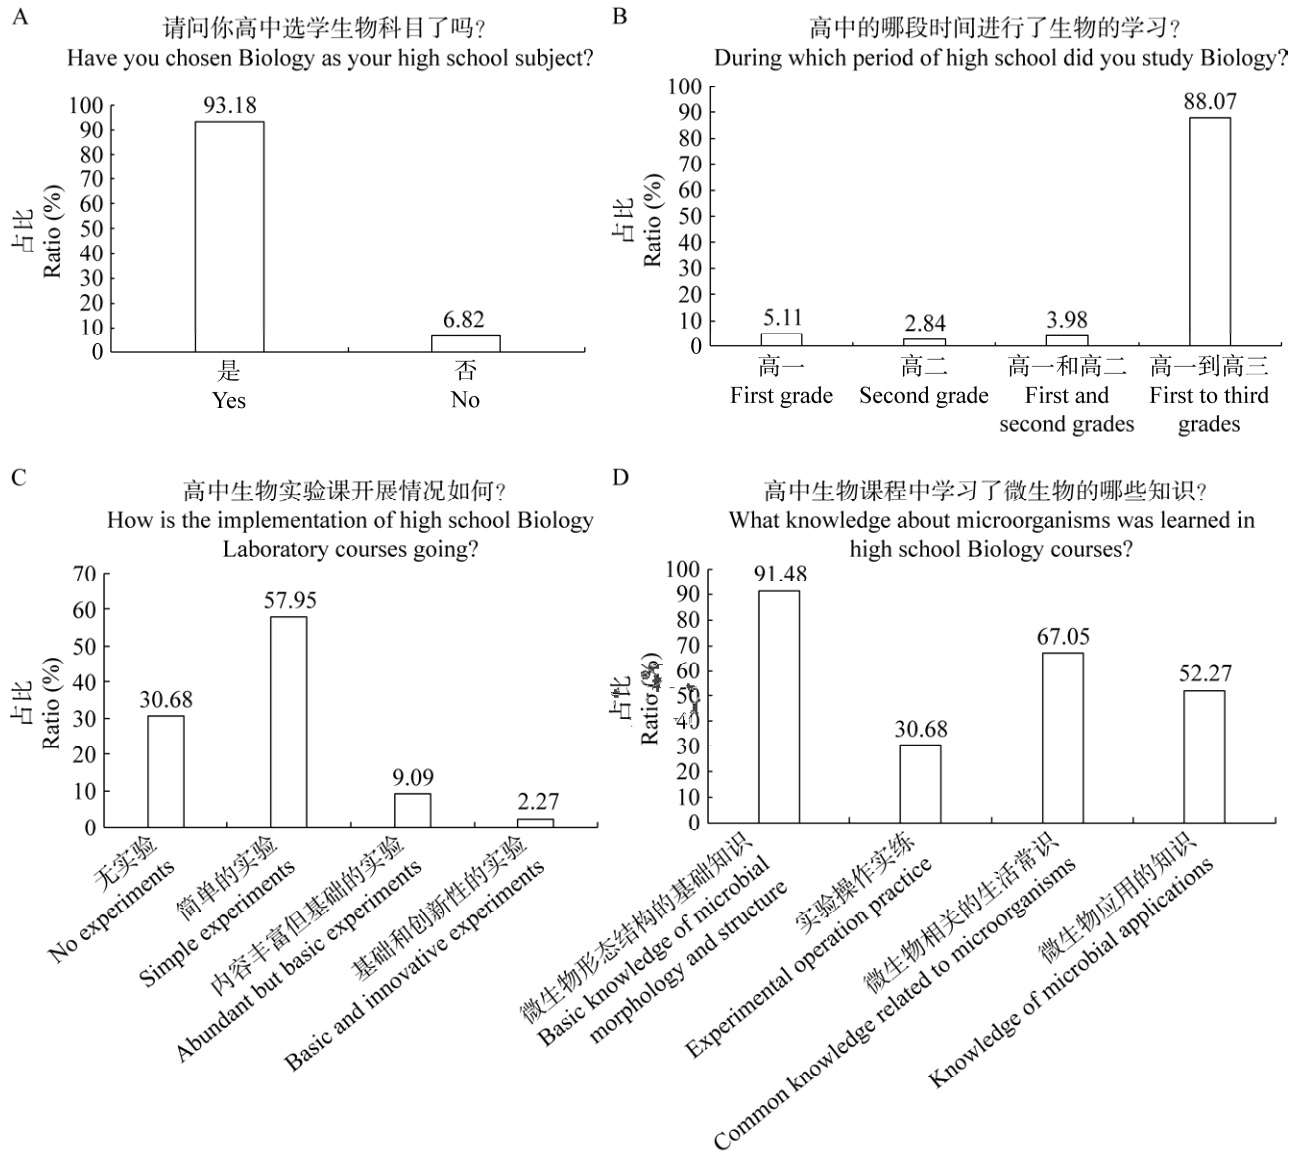 A
请问你高中选学生物科目了吗?
Have you chosen Biology as your high school subject?
占比
Ratio (%)
100
90
80
70
60
50
40
30
20
10
0
93.18
6.82
是
Yes
否
No
B
高中的哪段时间进行了生物的学习?
During which period of high school did you study Biology?
占比
Ratio (%)
100
90
80
70
60
50
40
30
20
10
0
5.11
2.84
3.98
88.07
高一
First grade
高二
Second grade
高一和高二
First and
second grades
高一到高三
First to third
grades
C
高中生物实验课开展情况如何?
How is the implementation of high school Biology
Laboratory courses going?
占比
Ratio (%)
70
60
50
40
30
20
10
0
30.68
57.95
9.09
2.27
无实验
No experiments
简单的实验
Simple experiments
内容丰富但基础的实验
Abundant but basic experiments
基础和创新性的实验
Basic and innovative experiments
D
高中生物课程中学习了微生物的哪些知识?
What knowledge about microorganisms was learned in
high school Biology courses?
占比
Ratio (%)
100
90
80
70
60
50
40
30
20
10
0
91.48
30.68
67.05
52.27
微生物形态结构的基础知识
Basic knowledge of microbial
morphology and structure
实验操作实练
Experimental operation practice
微生物相关的生活常识
Common knowledge related to microorganisms
微生物应用的知识
Knowledge of microbial applications